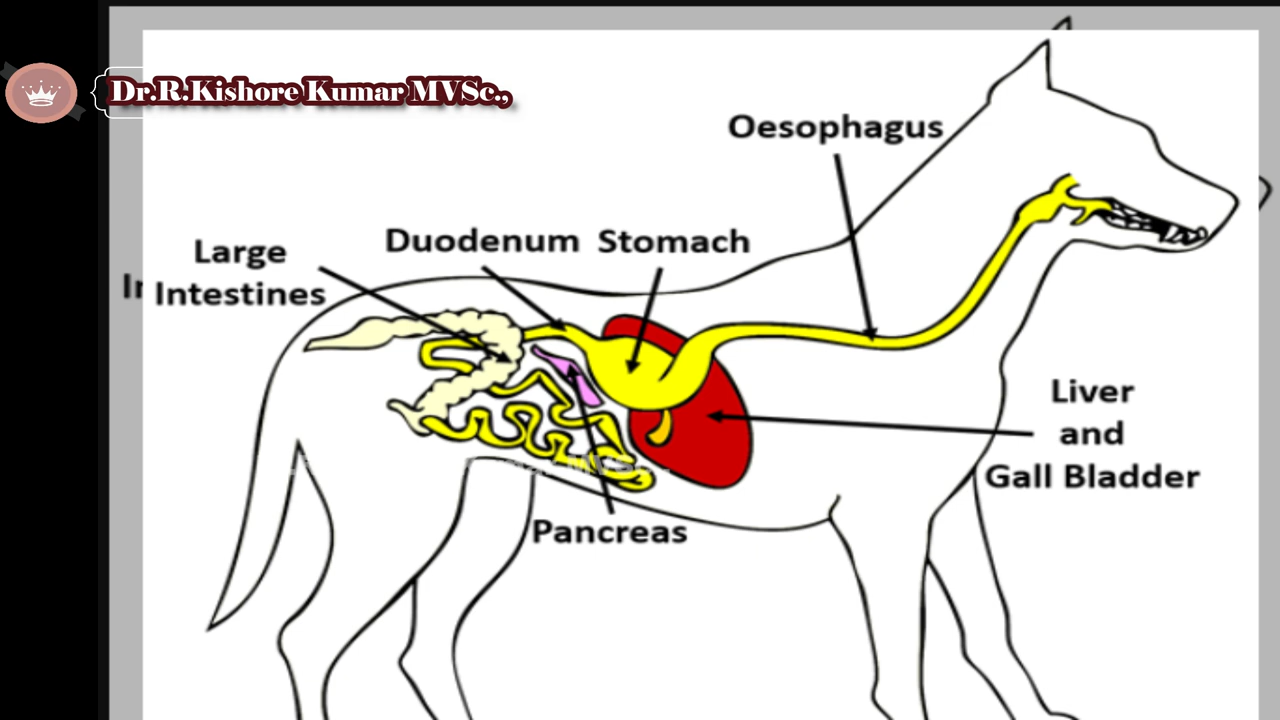 Dr.R.Kishore Kumar MVSc.,
Oesophagus
Duodenum Stomach
Large
Intestines
Liver
and
Gall Bladder
Pancreas